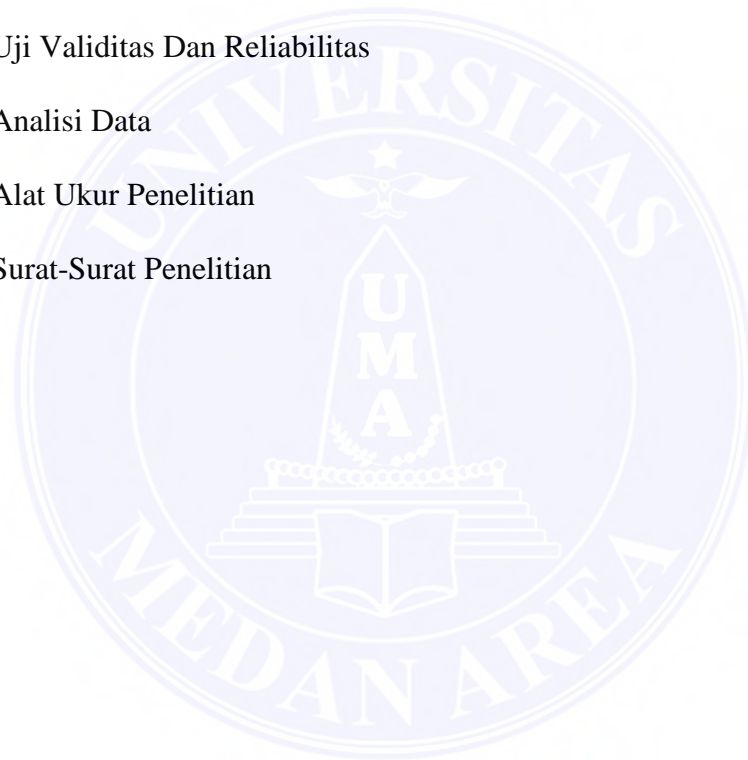 Uji Validitas Dan Reliabilitas
Analisi Data
Alat Ukur Penelitian
Surat-Surat Penelitian
UNIVERSITAS
U
M
A
MEDAN AREA